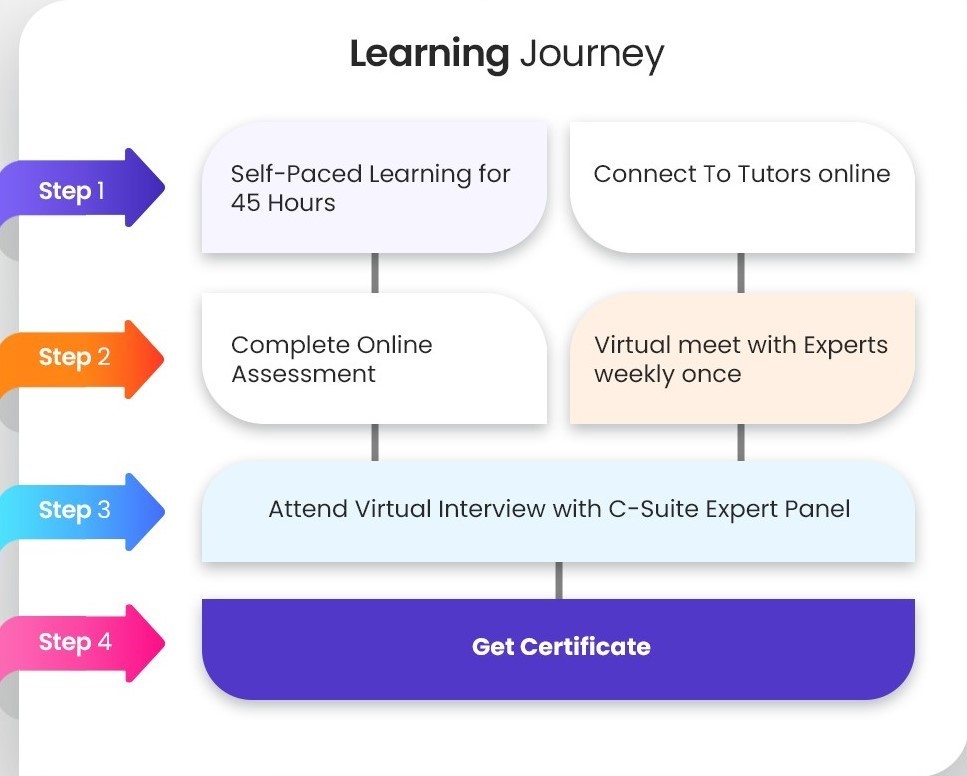 Learning Journey
Step 1
Self-Paced Learning for
45 Hours
Connect To Tutors online
Step 2
Complete Online
Assessment
Virtual meet with Experts
weekly once
Step 3
Attend Virtual Interview with C-Suite Expert Panel
Step 4
Get Certificate